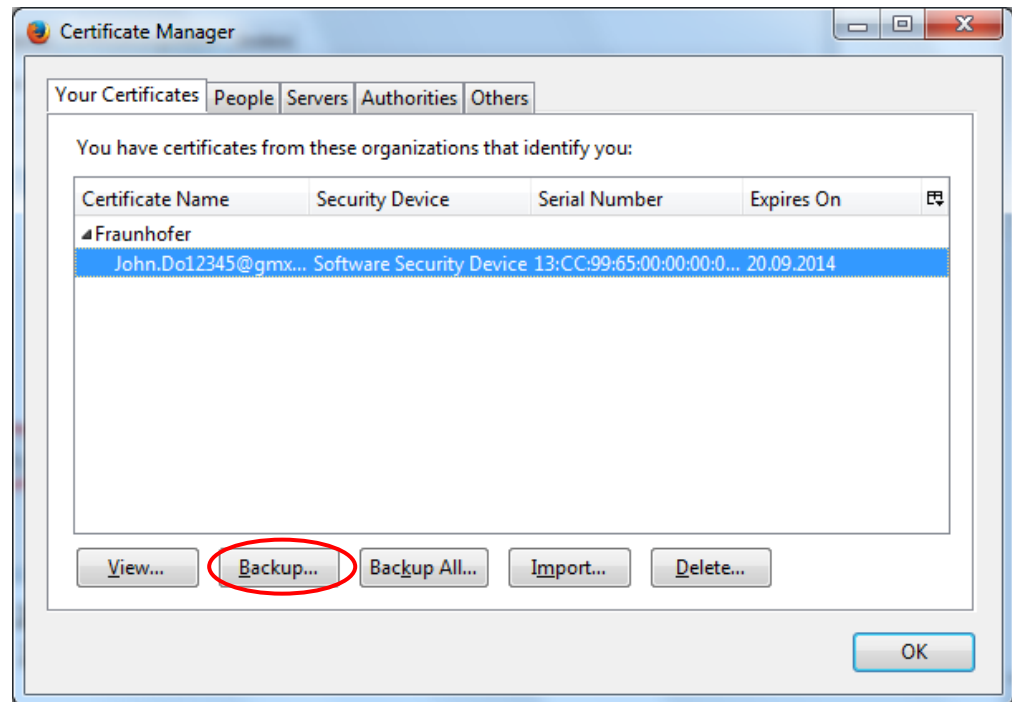 Certificate Manager
Your Certificates People Servers Authorities Others
You have certificates from these organizations that identify you:
Certificate Name Security Device Serial Number Expires On
Fraunhofer
John.Do12345@gmx... Software Security Device 13:CC:99:65:00:00:00:0... 20.09.2014
View... Backup... Backup All... Import... Delete...
OK